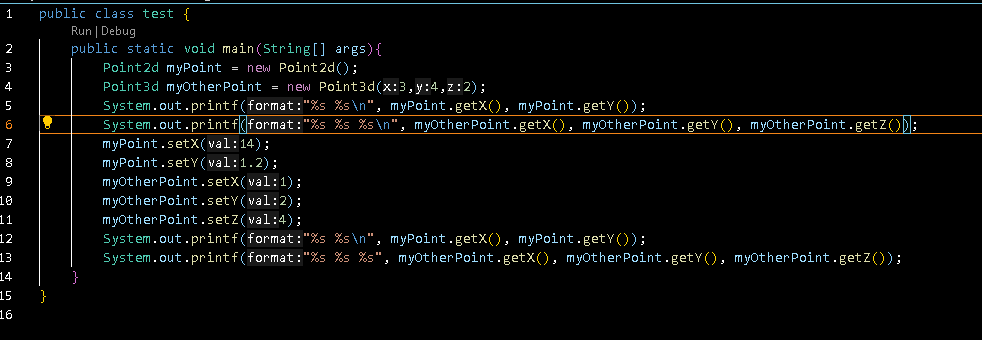 1 public class test {
Run | Debug
2 public static void main(String[] args){
3 Point2d myPoint = new Point2d();
4 Point3d myOtherPoint = new Point3d(x:3,y:4,z:2);
5 System.out.printf(format:"%s %s\n", myPoint.getX(), myPoint.getY());
6 System.out.printf(format:"%s %s %s\n", myOtherPoint.getX(), myOtherPoint.getY(), myOtherPoint.getZ());
7 myPoint.setX(val:14);
8 myPoint.setY(val:1.2);
9 myOtherPoint.setX(val:1);
10 myOtherPoint.setY(val:2);
11 myOtherPoint.setZ(val:4);
12 System.out.printf(format:"%s %s\n", myPoint.getX(), myPoint.getY());
13 System.out.printf(format:"%s %s %s", myOtherPoint.getX(), myOtherPoint.getY(), myOtherPoint.getZ());
14 }
15 }
16